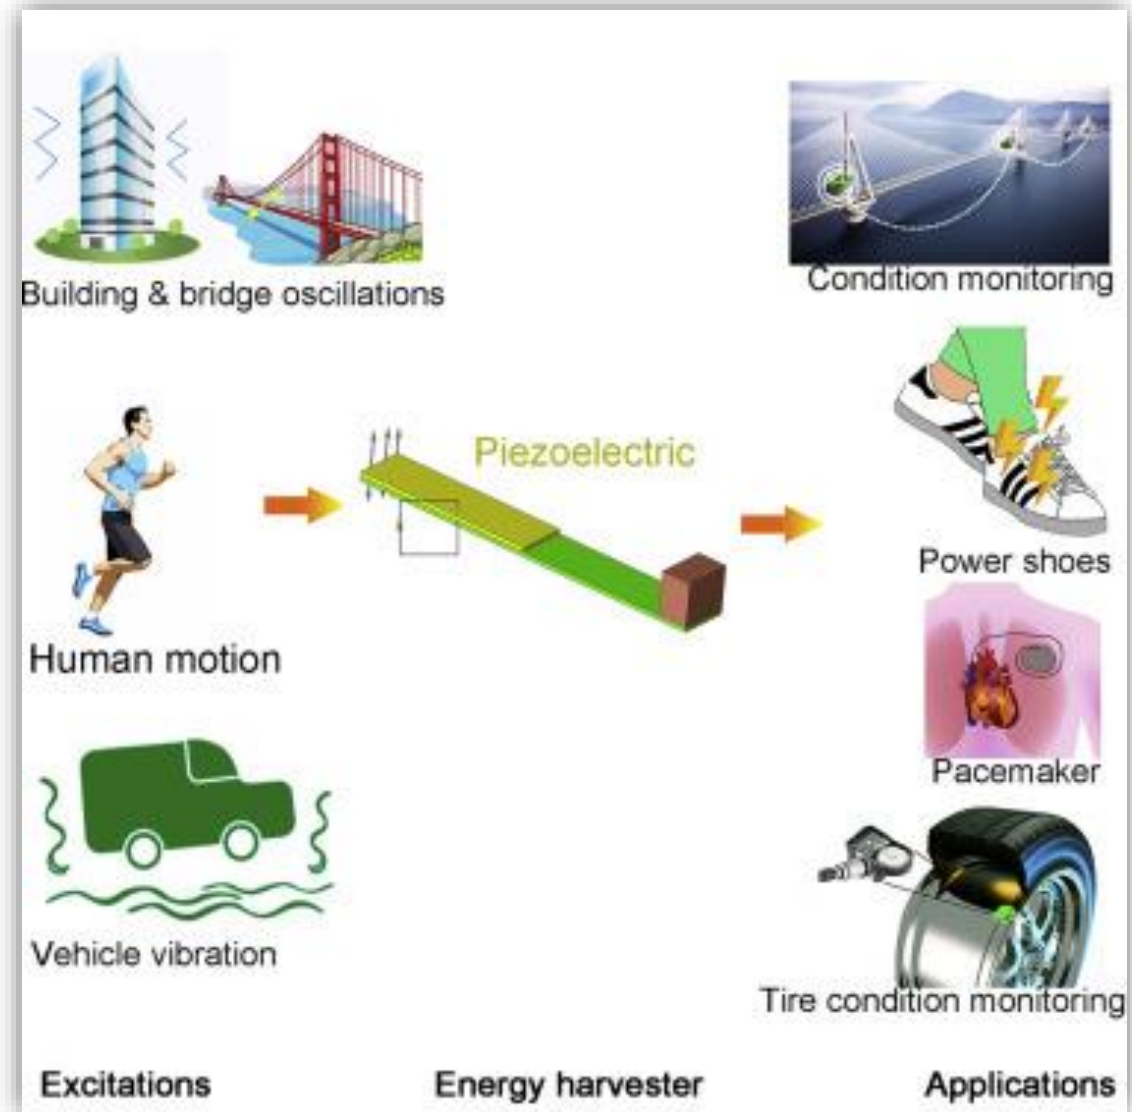 Building & bridge oscillations
Condition monitoring
Piezoelectric
Power shoes
Human motion
Pacemaker
Vehicle vibration
Tire condition monitoring
Excitations
Energy harvester
Applications